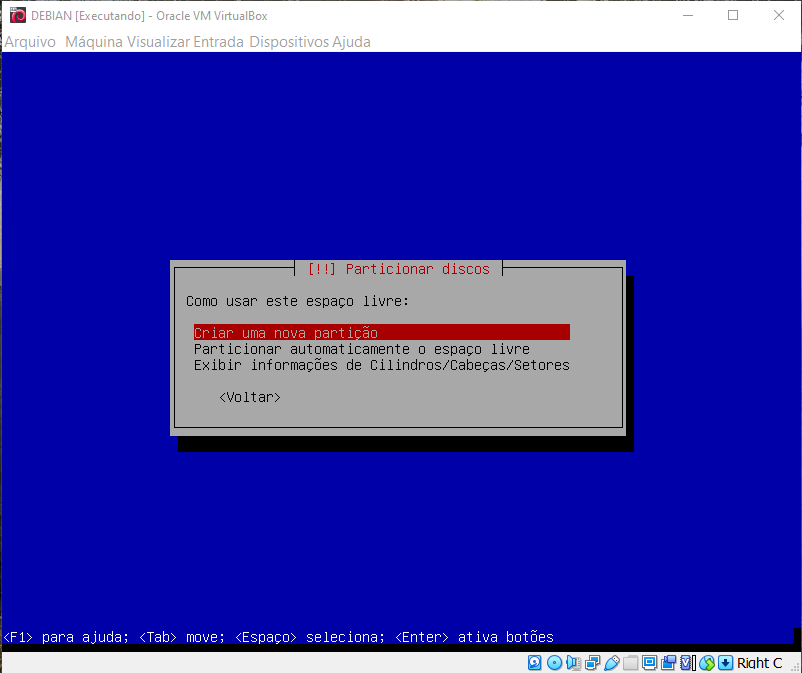 DEBIAN [Executando] - Oracle VM VirtualBox
Arquivo Máquina Visualizar Entrada Dispositivos Ajuda
[!!] Particionar discos
Como usar este espaço livre:
Criar uma nova partição
Particionar automaticamente o espaço livre
Exibir informações de Cilindros/Cabeças/Setores
<Voltar>
<F1> para ajuda; <Tab> move; <Espaço> seleciona; <Enter> ativa botões
Right C